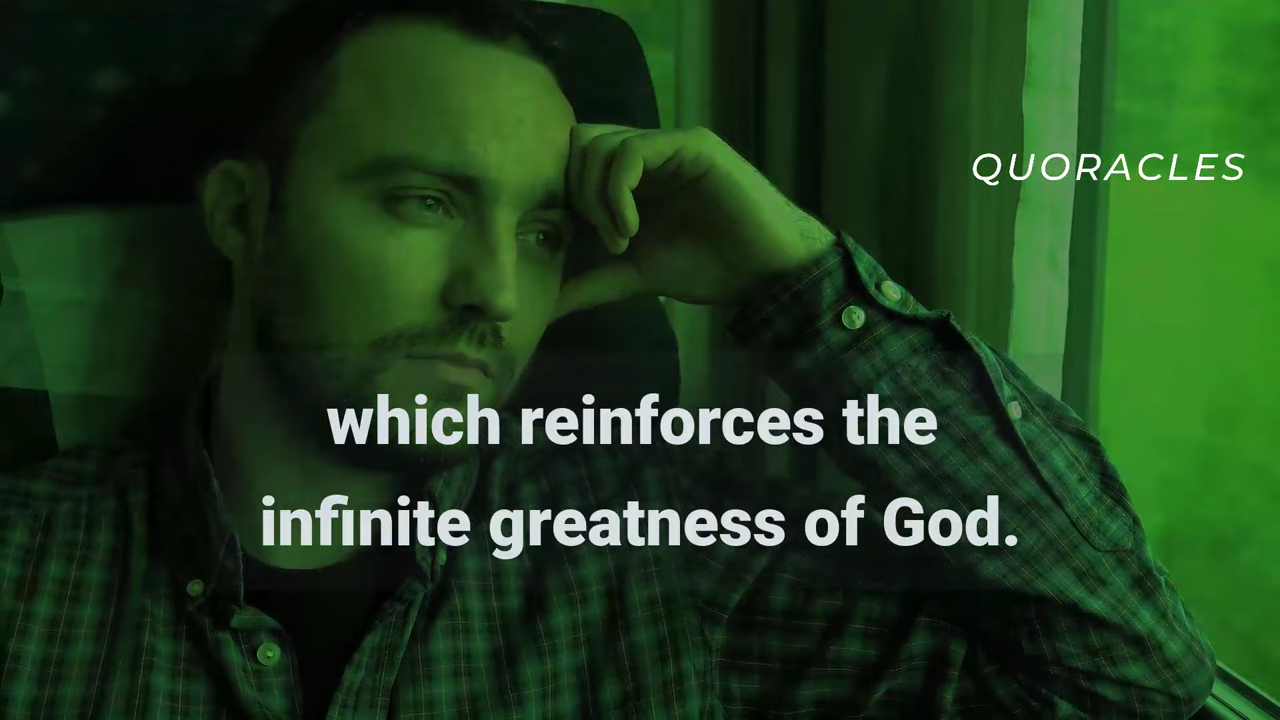 QUORACLES
which reinforces the
infinite greatness of God.